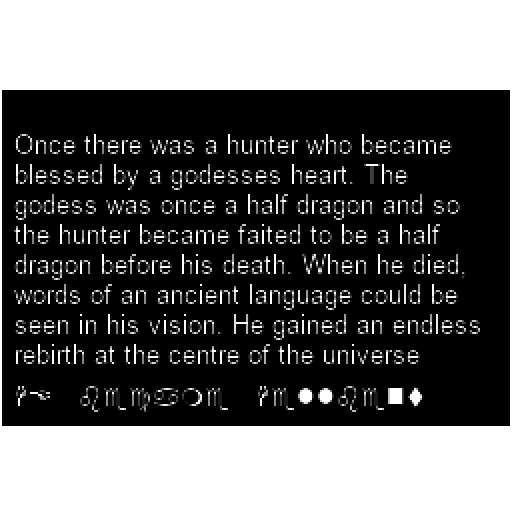 Once there was a hunter who became
blessed by a godesses heart. The
godess was once a half dragon and so
the hunter became faited to be a half
dragon before his death. When he died,
words of an ancient language could be
seen in his vision. He gained an endless
rebirth at the centre of the universe
☟☜ ♌♏♍♋❍♏ ☟♏●●♌♏■⧫